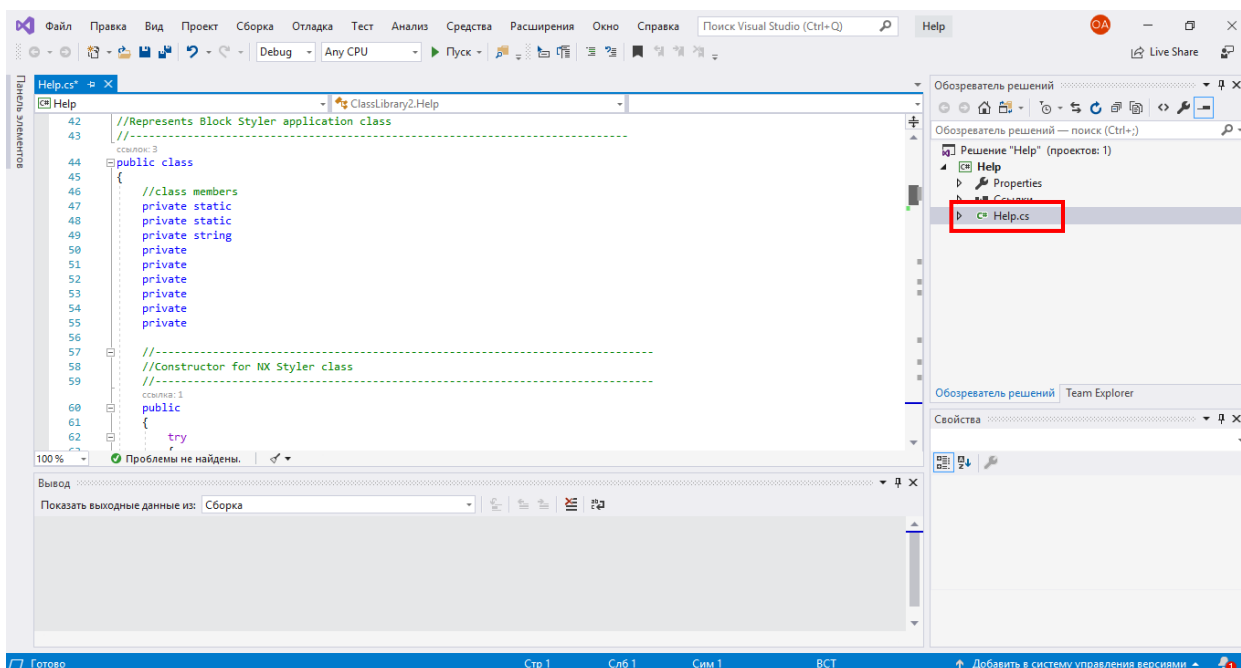 Файл Правка Вид Проект Сборка Отладка Тест Анализ Средства Расширения Окно Справка Поиск Visual Studio (Ctrl+Q) Help ОА
Debug Any CPU Пуск Live Share
Панель элементов
Help.cs*
C# Help ClassLibrary2.Help
42 //Represents Block Styler application class
43 //------------------------------------------------------------------------------
ссылок: 3
44 public class
45 {
46 //class members
47 private static
48 private static
49 private string
50 private
51 private
52 private
53 private
54 private
55 private
56
57 //------------------------------------------------------------------------------
58 //Constructor for NX Styler class
59 //------------------------------------------------------------------------------
ссылка: 1
60 public
61 {
62 try
63 {
100 % Проблемы не найдены.
Вывод
Показать выходные данные из: Сборка
Обозреватель решений
Обозреватель решений — поиск (Ctrl+;)
Решение "Help" (проектов: 1)
C# Help
Properties
Ссылки
C# Help.cs
Обозреватель решений Team Explorer
Свойства
Готово Стр 1 Слб 1 Сим 1 ВСТ Добавить в систему управления версиями 1